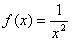 f(x) = 1/x²